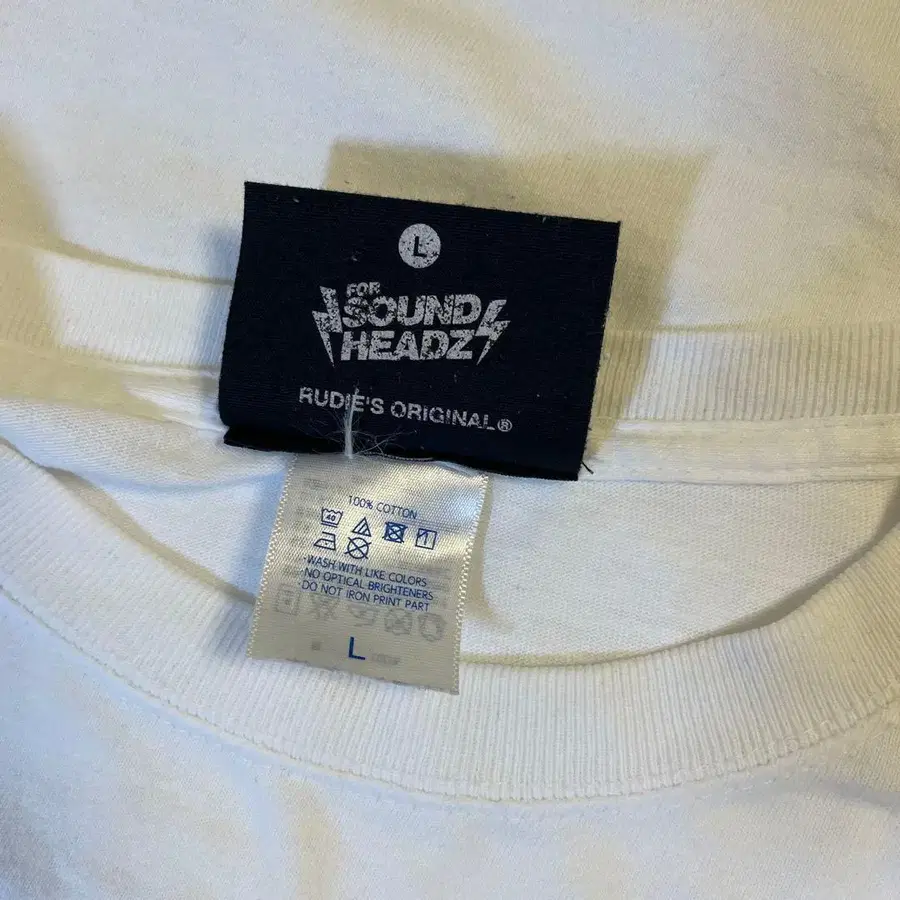 L
FOR
SOUND
HEADZ
RUDIE'S ORIGINAL®
100% COTTON
40
·WASH WITH LIKE COLORS
NO OPTICAL BRIGHTENERS
·DO NOT IRON PRINT PART
L